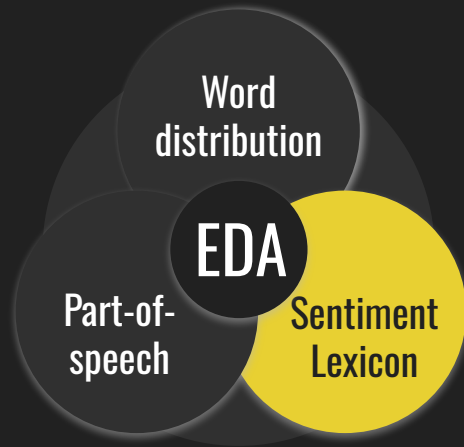 Word
distribution
EDA
Part-of-
speech
Sentiment
Lexicon